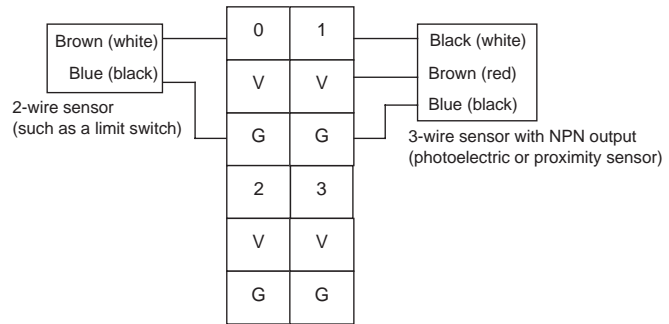 Brown (white)
Blue (black)
2-wire sensor
(such as a limit switch)
0 1
V V
G G
2 3
V V
G G
Black (white)
Brown (red)
Blue (black)
3-wire sensor with NPN output
(photoelectric or proximity sensor)